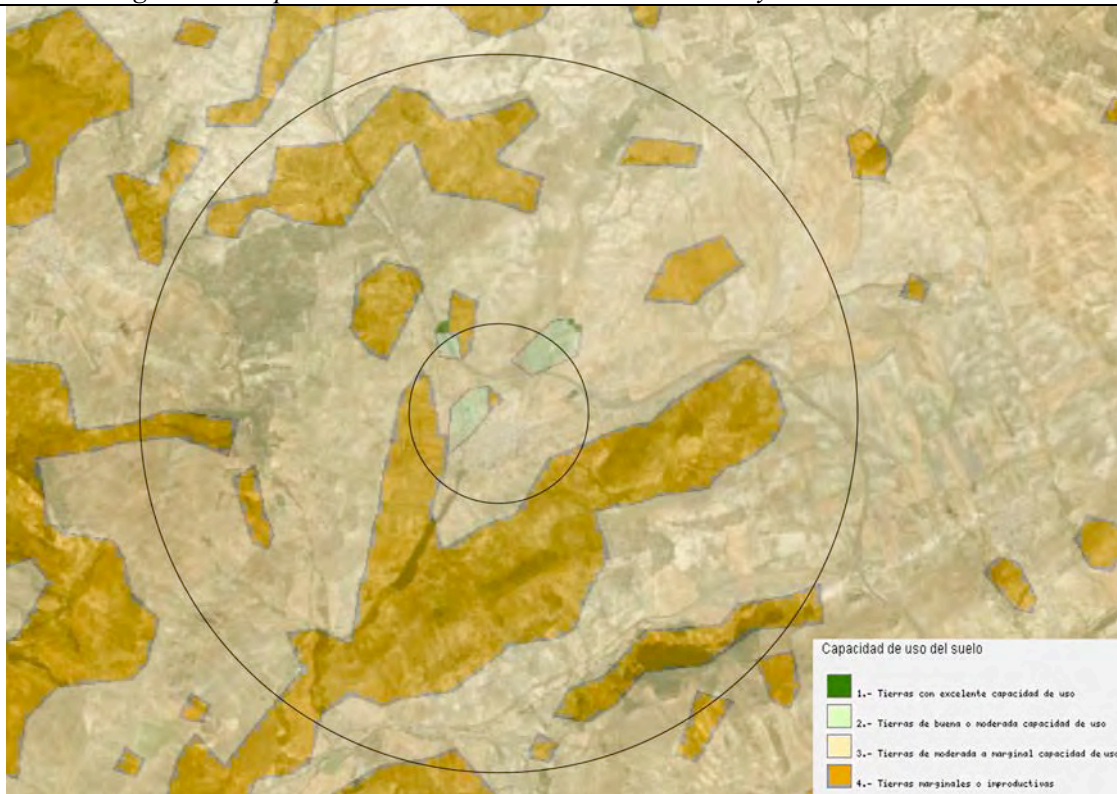 Capacidad de uso del suelo
1.- Tierras con excelente capacidad de uso
2.- Tierras de buena o moderada capacidad de uso
3.- Tierras de moderada a marginal capacidad de uso
4.- Tierras marginales o improductivas